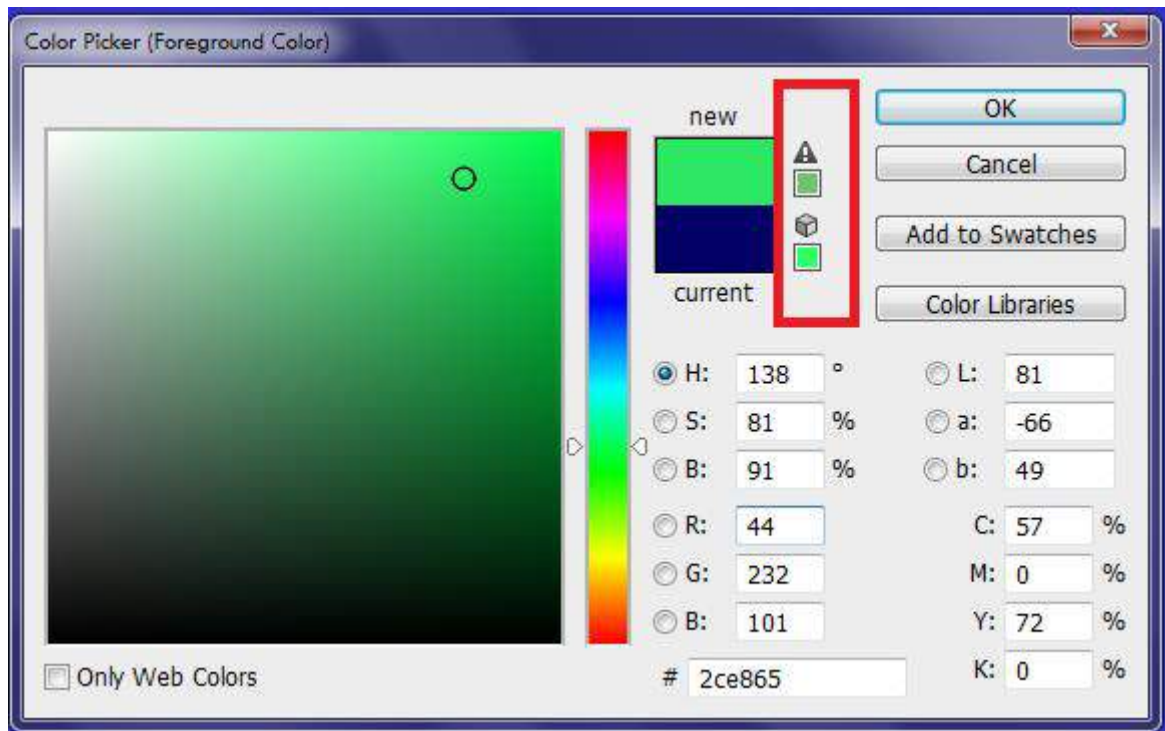 Color Picker (Foreground Color)
new
current
OK
Cancel
Add to Swatches
Color Libraries
H: 138 °
S: 81 %
B: 91 %
R: 44
G: 232
B: 101
# 2ce865
L: 81
a: -66
b: 49
C: 57 %
M: 0 %
Y: 72 %
K: 0 %
Only Web Colors